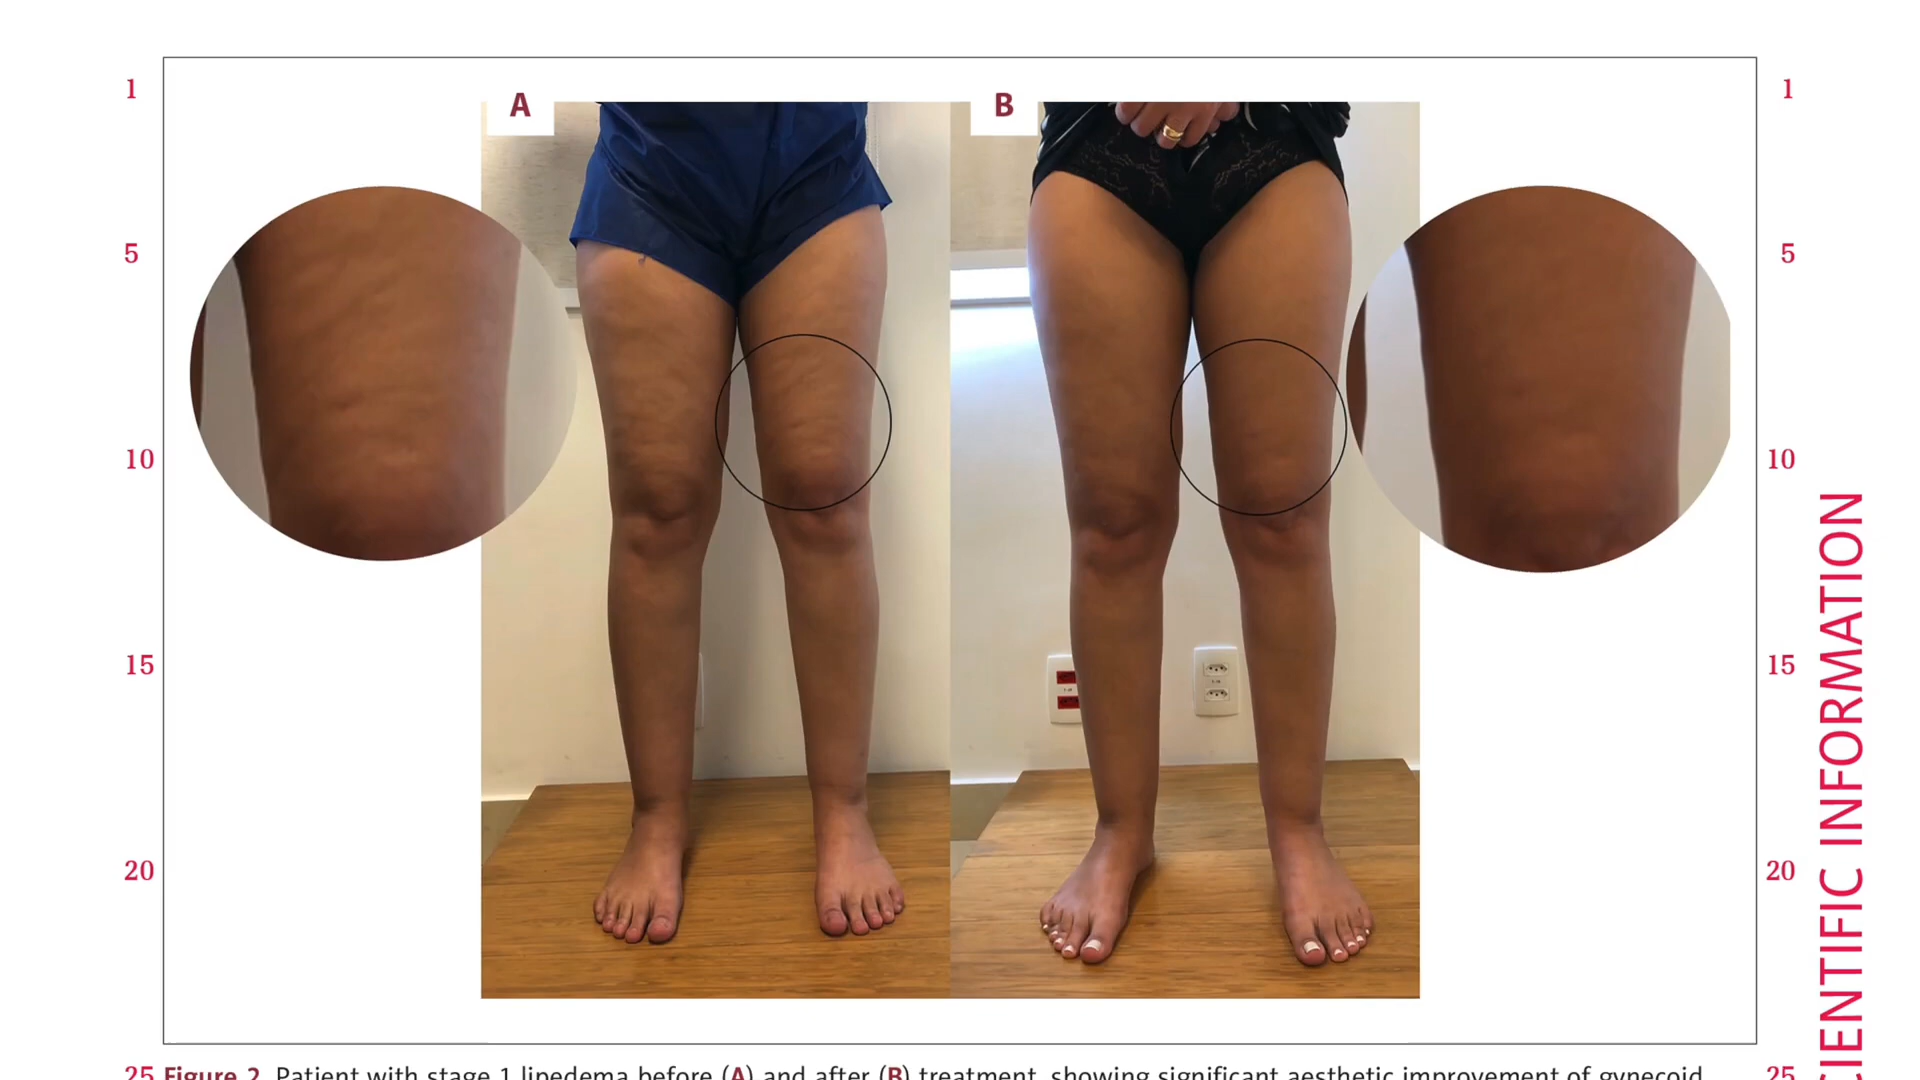 1
1
A
B
5
5
10
10
15
15
20
20
SCIENTIFIC INFORMATION
25 Figure 2. Patient with stage 1 lipedema before (A) and after (B) treatment, showing significant aesthetic improvement of gynecoid 25